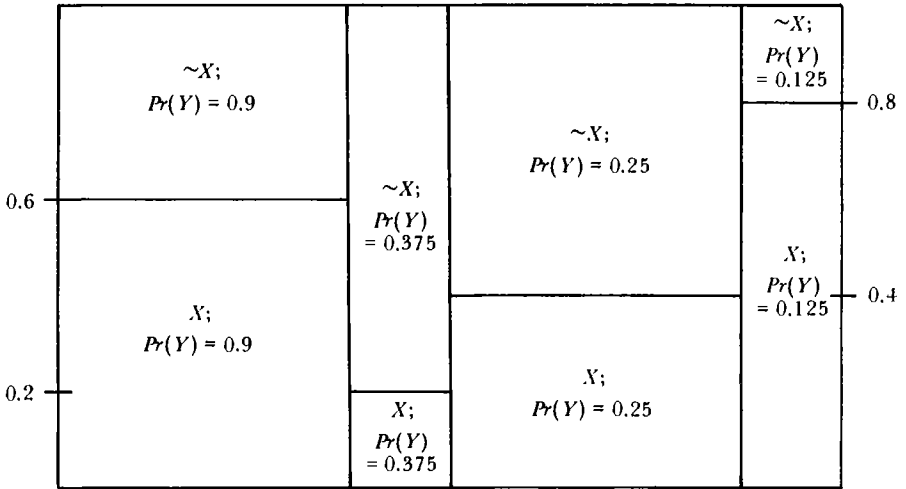 ~X;
Pr(Y) = 0.9
0.6
X;
Pr(Y) = 0.9
0.2
~X;
Pr(Y)
= 0.375
X;
Pr(Y)
= 0.375
~X;
Pr(Y) = 0.25
X;
Pr(Y) = 0.25
~X;
Pr(Y)
= 0.125
0.8
X;
Pr(Y)
= 0.125
0.4